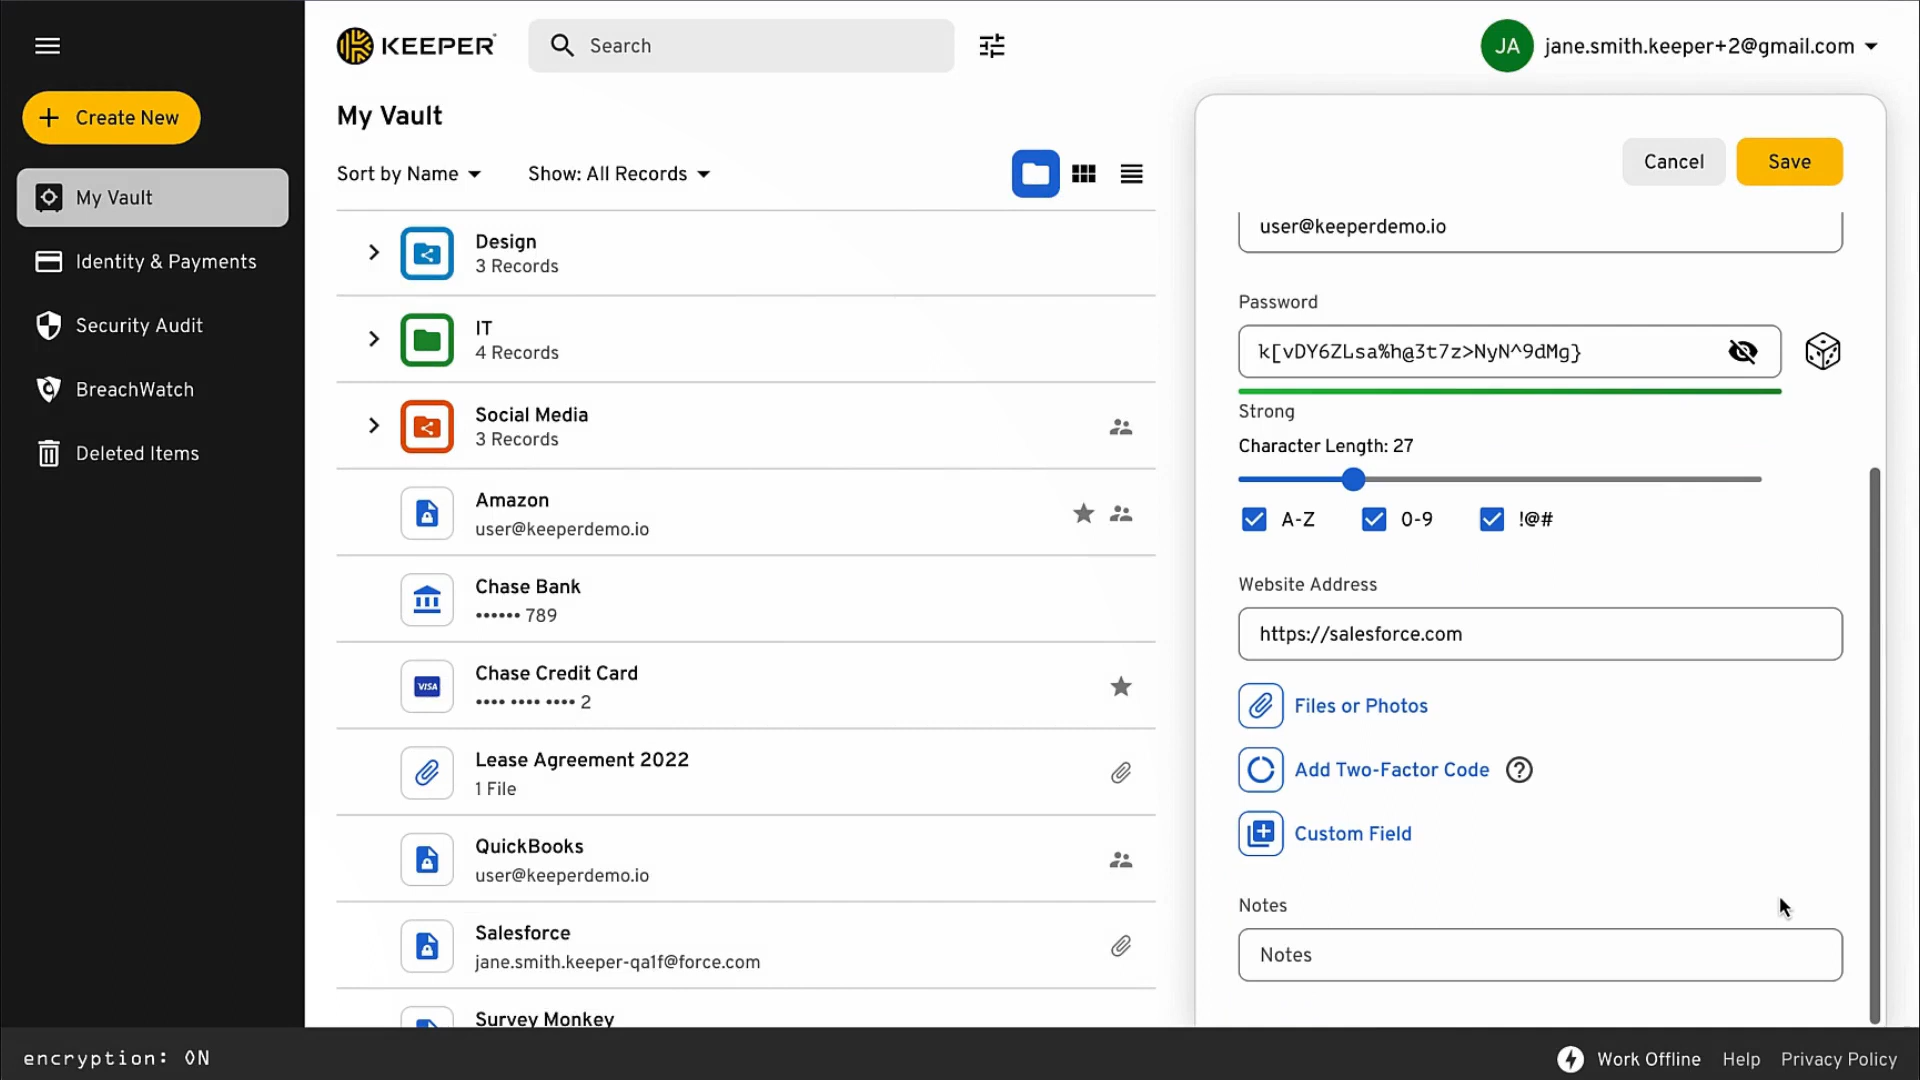 KEEPER
Search
JA
jane.smith.keeper+2@gmail.com
Create New
My Vault
Identity & Payments
Security Audit
BreachWatch
Deleted Items
My Vault
Sort by Name
Show: All Records
Design
3 Records
IT
4 Records
Social Media
3 Records
Amazon
user@keeperdemo.io
Chase Bank
•••••• 789
VISA
Chase Credit Card
•••• •••• •••• 2
Lease Agreement 2022
1 File
QuickBooks
user@keeperdemo.io
Salesforce
jane.smith.keeper-qa1f@force.com
Survey Monkey
Cancel
Save
user@keeperdemo.io
Password
k[vDY6ZLsa%h@3t7z>NyN^9dMg}
Strong
Character Length: 27
A-Z
0-9
!@#
Website Address
https://salesforce.com
Files or Photos
Add Two-Factor Code
?
Custom Field
Notes
Notes
encryption: ON
Work Offline
Help
Privacy Policy